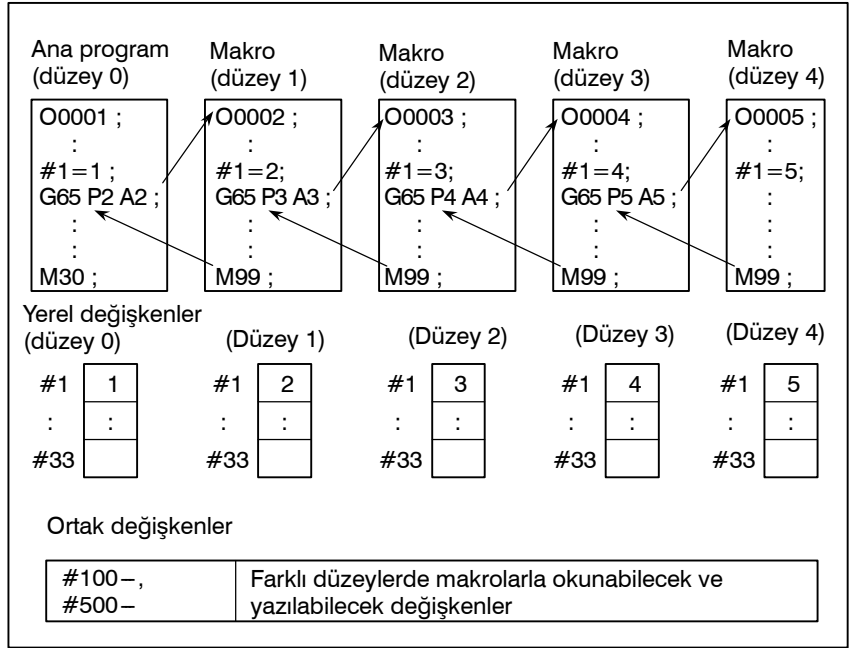 Ana program
(düzey 0)
Makro
(düzey 1)
Makro
(düzey 2)
Makro
(düzey 3)
Makro
(düzey 4)
O0001 ;
:
#1=1 ;
G65 P2 A2 ;
:
:
M30 ;
O0002 ;
:
#1=2;
G65 P3 A3 ;
:
:
M99 ;
O0003 ;
:
#1=3;
G65 P4 A4 ;
:
:
M99 ;
O0004 ;
:
#1=4;
G65 P5 A5 ;
:
:
M99 ;
O0005 ;
:
#1=5;
:
:
:
M99 ;
Yerel değişkenler
(düzey 0)
(Düzey 1)
(Düzey 2)
(Düzey 3)
(Düzey 4)
#1 1 #1 2 #1 3 #1 4 #1 5
: : : : : : : : : :
#33 #33 #33 #33 #33
Ortak değişkenler
#100–,
#500–
Farklı düzeylerde makrolarla okunabilecek ve
yazılabilecek değişkenler